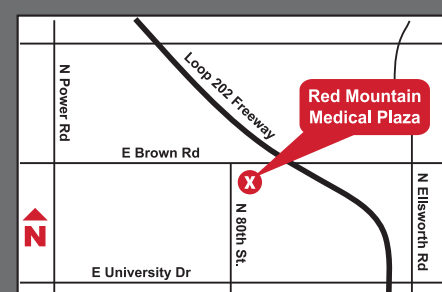 Loop 202 Freeway
Red Mountain
Medical Plaza
N Power Rd
E Brown Rd
X
N Ellsworth Rd
N 80th St.
N
E University Dr